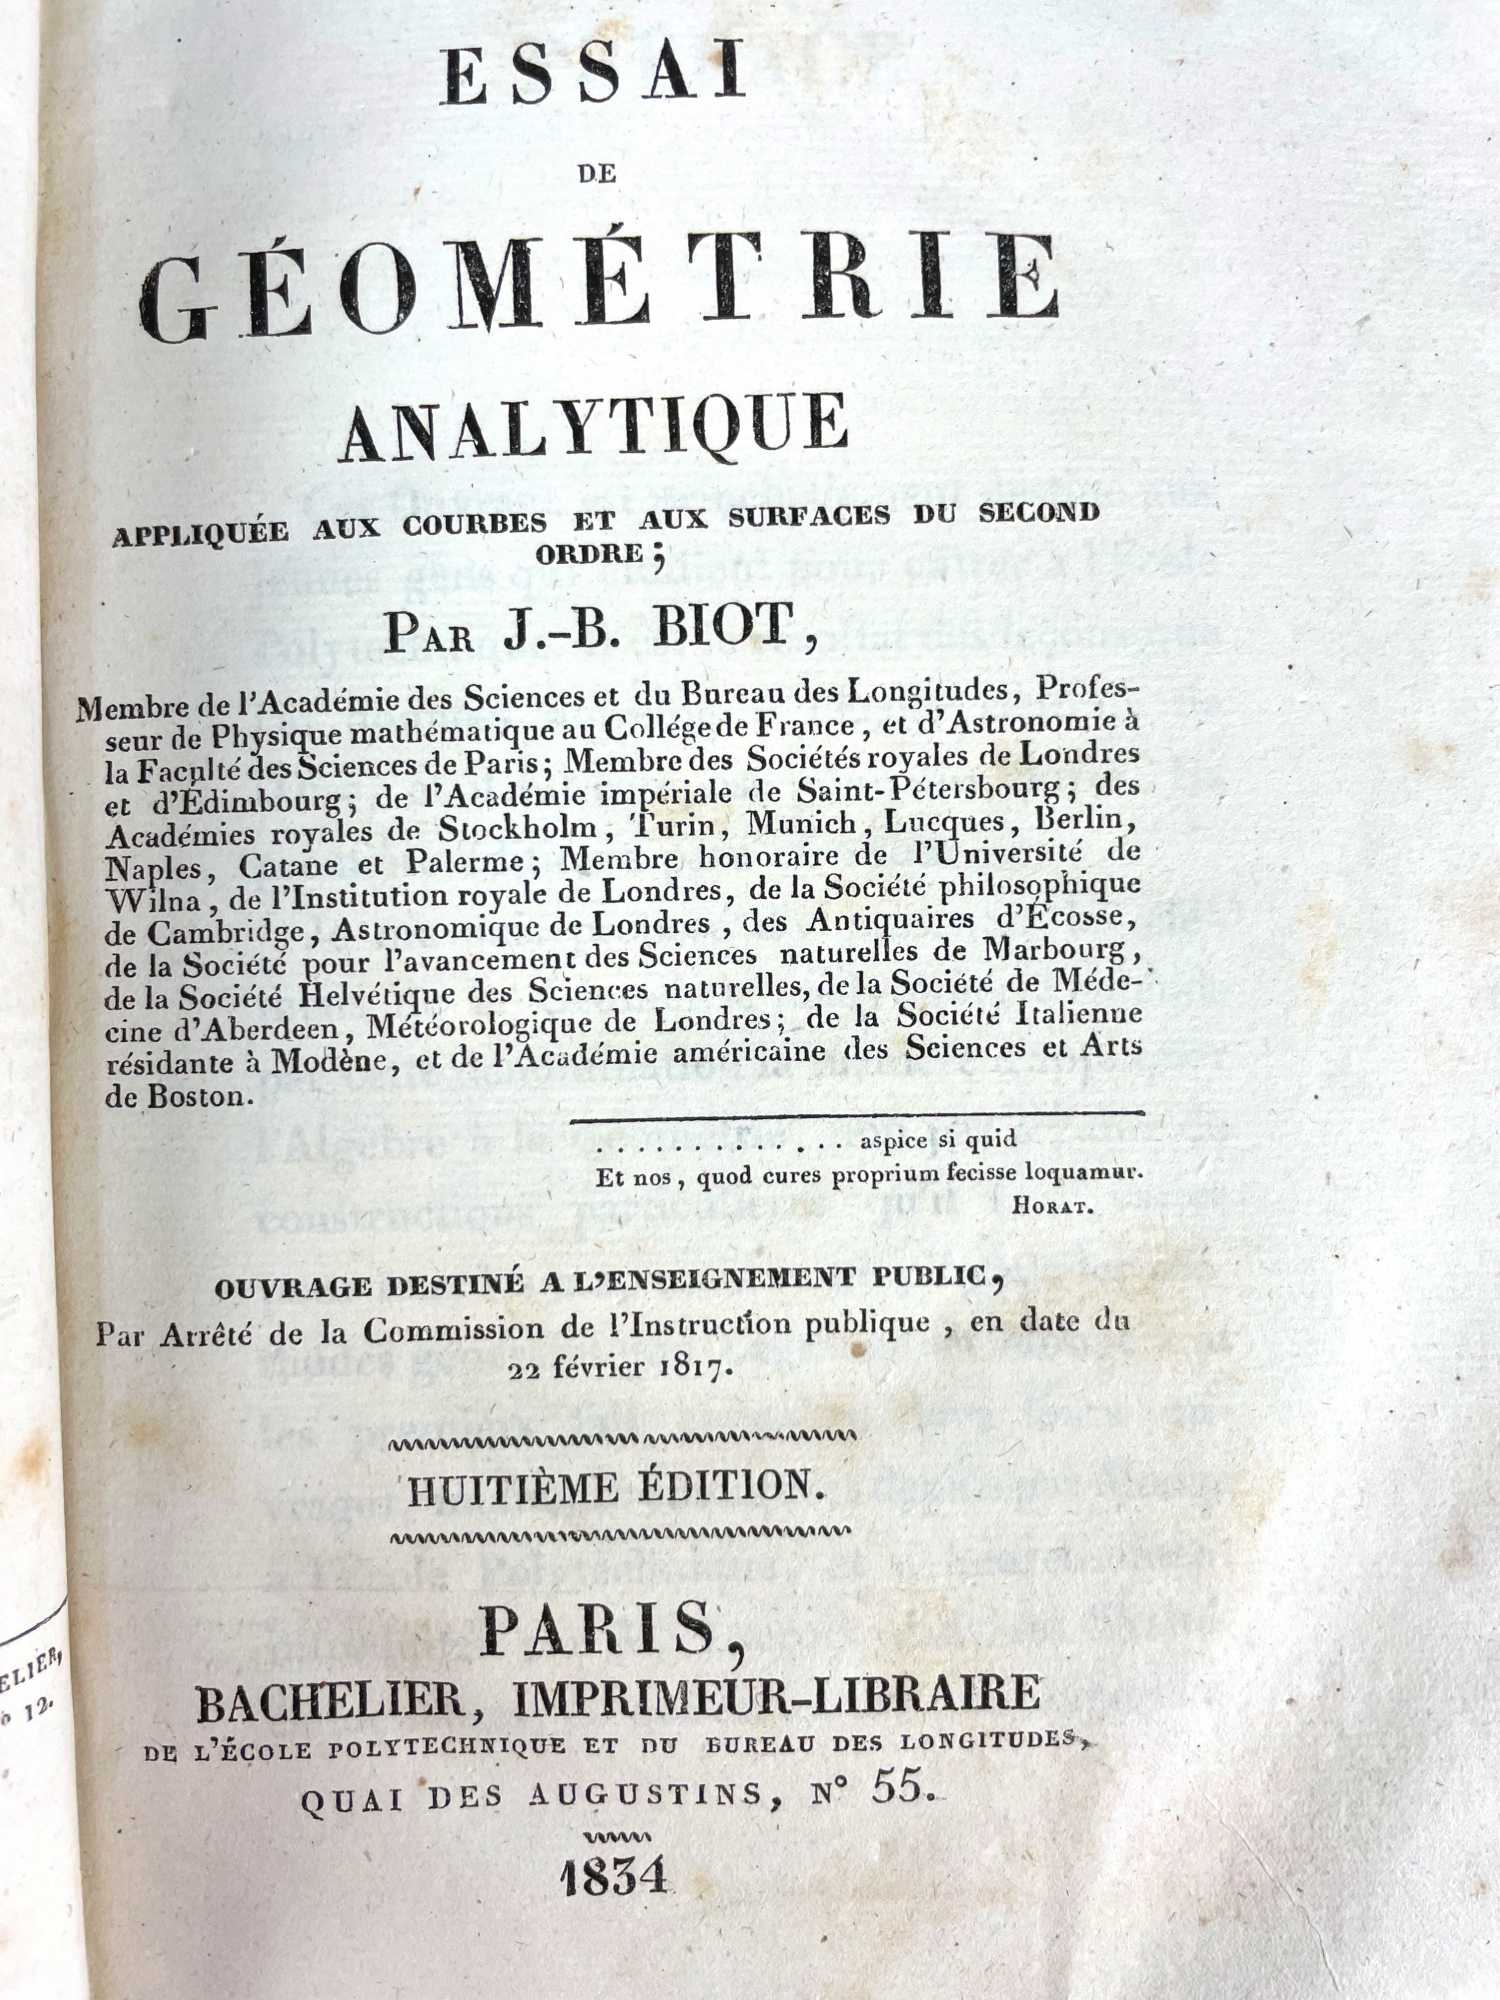 ESSAI
DE
GÉOMÉTRIE
ANALYTIQUE
APPLIQUÉE AUX COURBES ET AUX SURFACES DU SECOND
ORDRE;
PAR J.-B. BIOT,
Membre de l'Académie des Sciences et du Bureau des Longitudes, Profes-
seur de Physique mathématique au Collége de France, et d'Astronomie à
la Faculté des Sciences de Paris; Membre des Sociétés royales de Londres
et d'Édimbourg; de l'Académie impériale de Saint-Pétersbourg; des
Académies royales de Stockholm, Turin, Munich, Lucques, Berlin,
Naples, Catane et Palerme; Membre honoraire de l'Université de
Wilna, de l'Institution royale de Londres, de la Société philosophique
de Cambridge, Astronomique de Londres, des Antiquaires d'Écosse,
de la Société pour l'avancement des Sciences naturelles de Marbourg,
de la Société Helvétique des Sciences naturelles, de la Société de Méde-
cine d'Aberdeen, Météorologique de Londres; de la Société Italienne
résidante à Modène, et de l'Académie américaine des Sciences et Arts
de Boston.
. . . . . . . . . . . . . aspice si quid
Et nos, quod cures proprium fecisse loquamur.
HORAT.
OUVRAGE DESTINÉ A L'ENSEIGNEMENT PUBLIC,
Par Arrêté de la Commission de l'Instruction publique, en date du
22 février 1817.
HUITIÈME ÉDITION.
PARIS,
BACHELIER, IMPRIMEUR-LIBRAIRE
DE L'ÉCOLE POLYTECHNIQUE ET DU BUREAU DES LONGITUDES,
QUAI DES AUGUSTINS, N° 55.
1834
ELIER,
12.